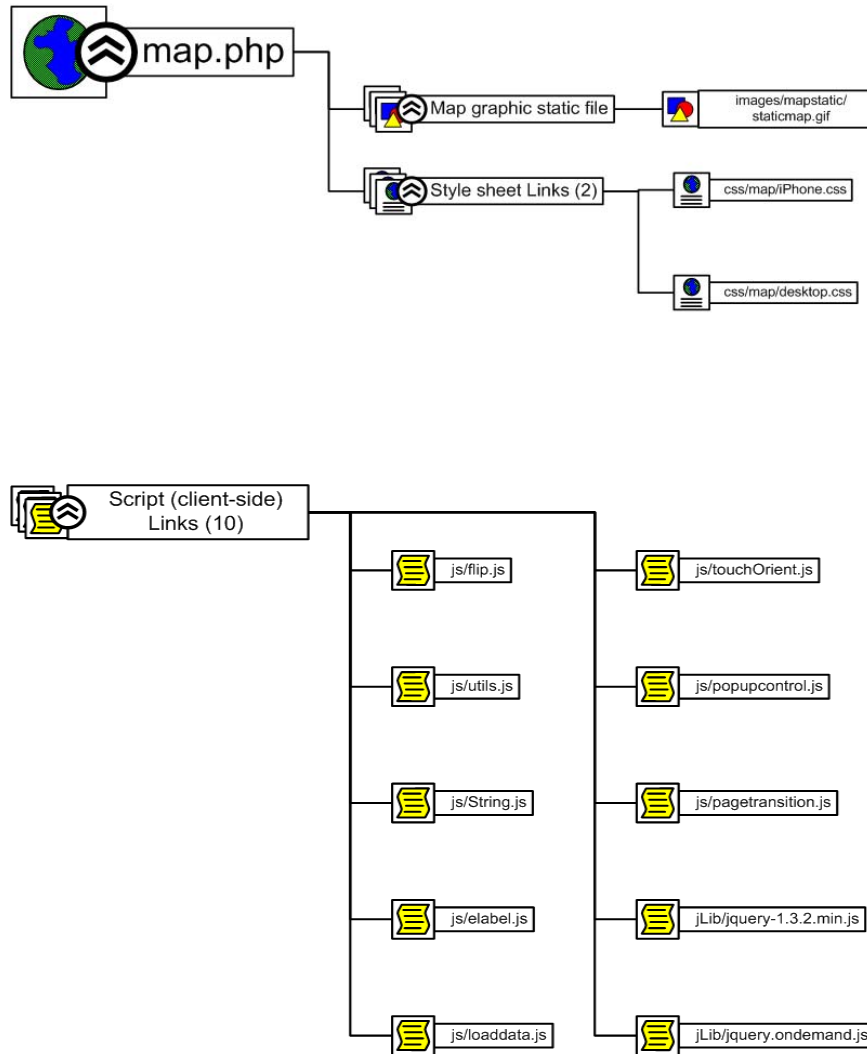 map.php
Map graphic static file
images/mapstatic/
staticmap.gif
Style sheet Links (2)
css/map/iPhone.css
css/map/desktop.css
Script (client-side)
Links (10)
js/flip.js
js/touchOrient.js
js/utils.js
js/popupcontrol.js
js/String.js
js/pagetransition.js
js/elabel.js
jLib/jquery-1.3.2.min.js
js/loaddata.js
jLib/jquery.ondemand.js